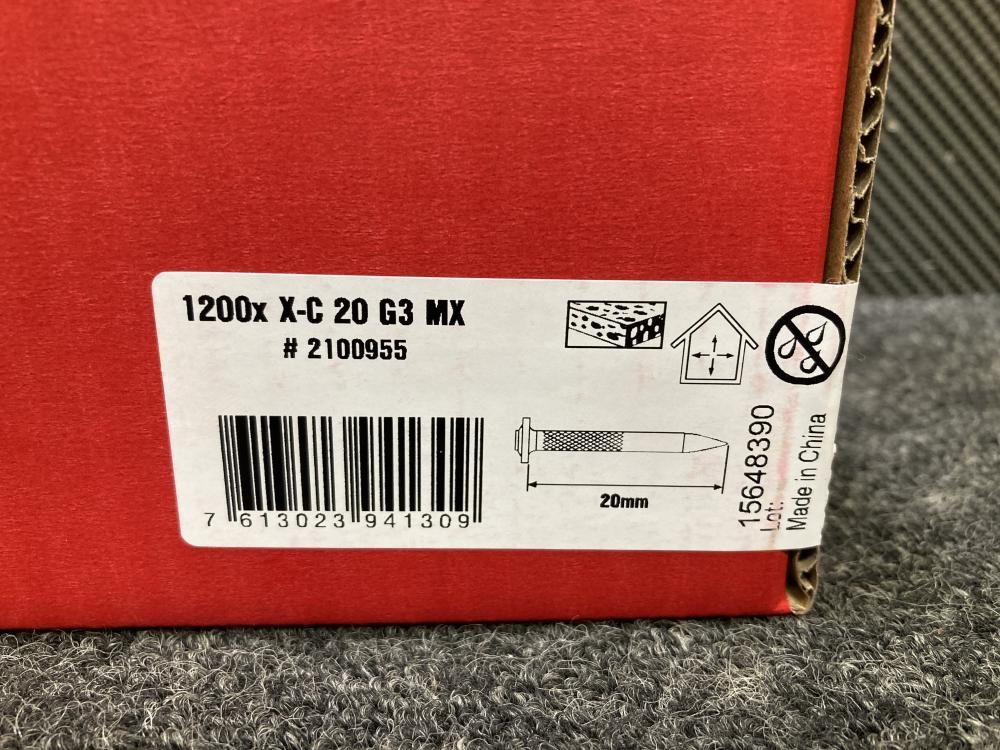 1200x X-C 20 G3 MX
# 2100955
7 613023 941309
20mm
15648390
Lot:
Made in China